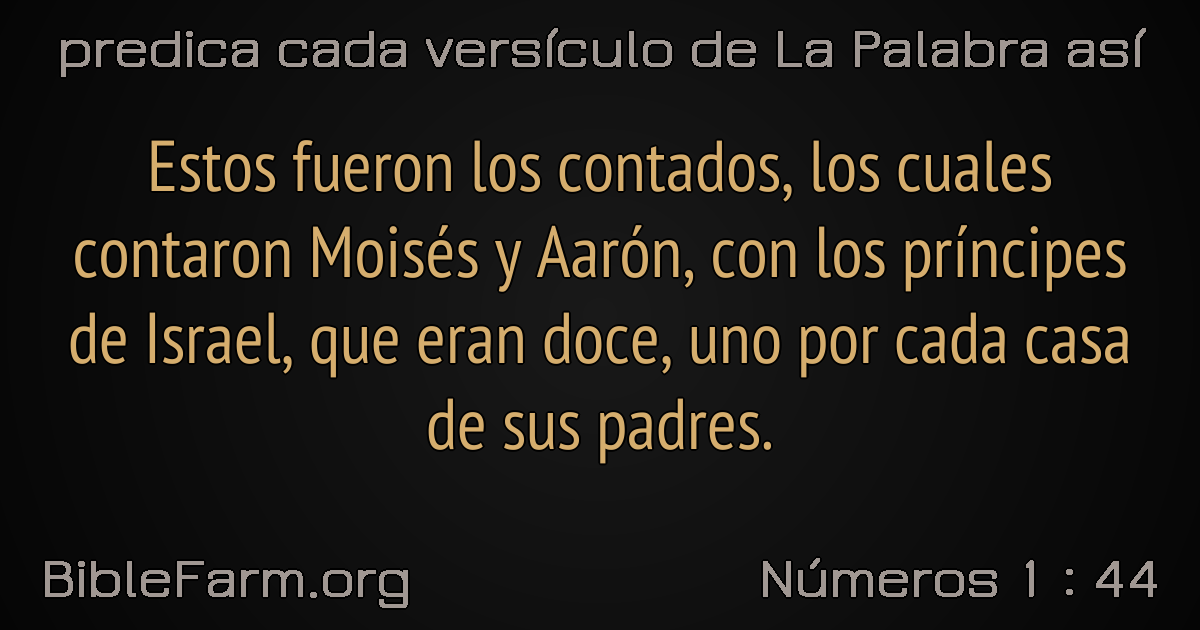 predica cada versículo de La Palabra así
Estos fueron los contados, los cuales
contaron Moisés y Aarón, con los príncipes
de Israel, que eran doce, uno por cada casa
de sus padres.
BibleFarm.org
Números 1 : 44